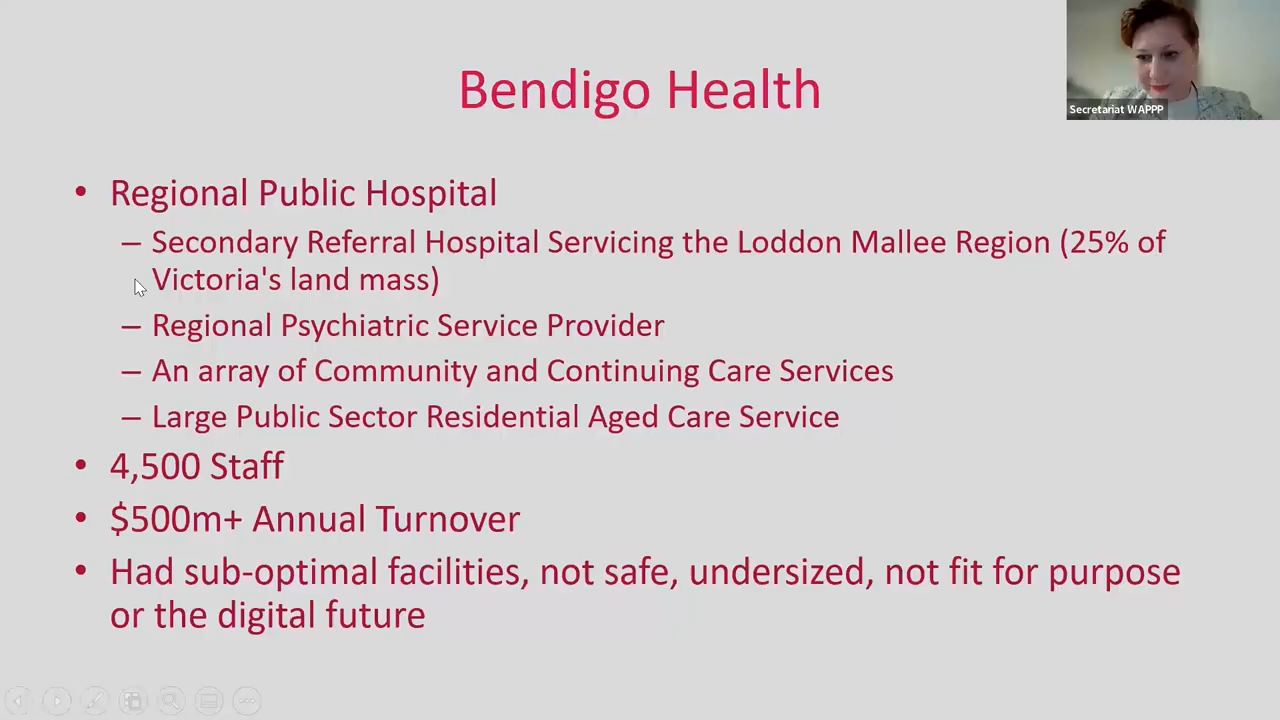 Bendigo Health
Secretariat WAPPP
• Regional Public Hospital
– Secondary Referral Hospital Servicing the Loddon Mallee Region (25% of
Victoria's land mass)
– Regional Psychiatric Service Provider
– An array of Community and Continuing Care Services
– Large Public Sector Residential Aged Care Service
• 4,500 Staff
• $500m+ Annual Turnover
• Had sub-optimal facilities, not safe, undersized, not fit for purpose
or the digital future